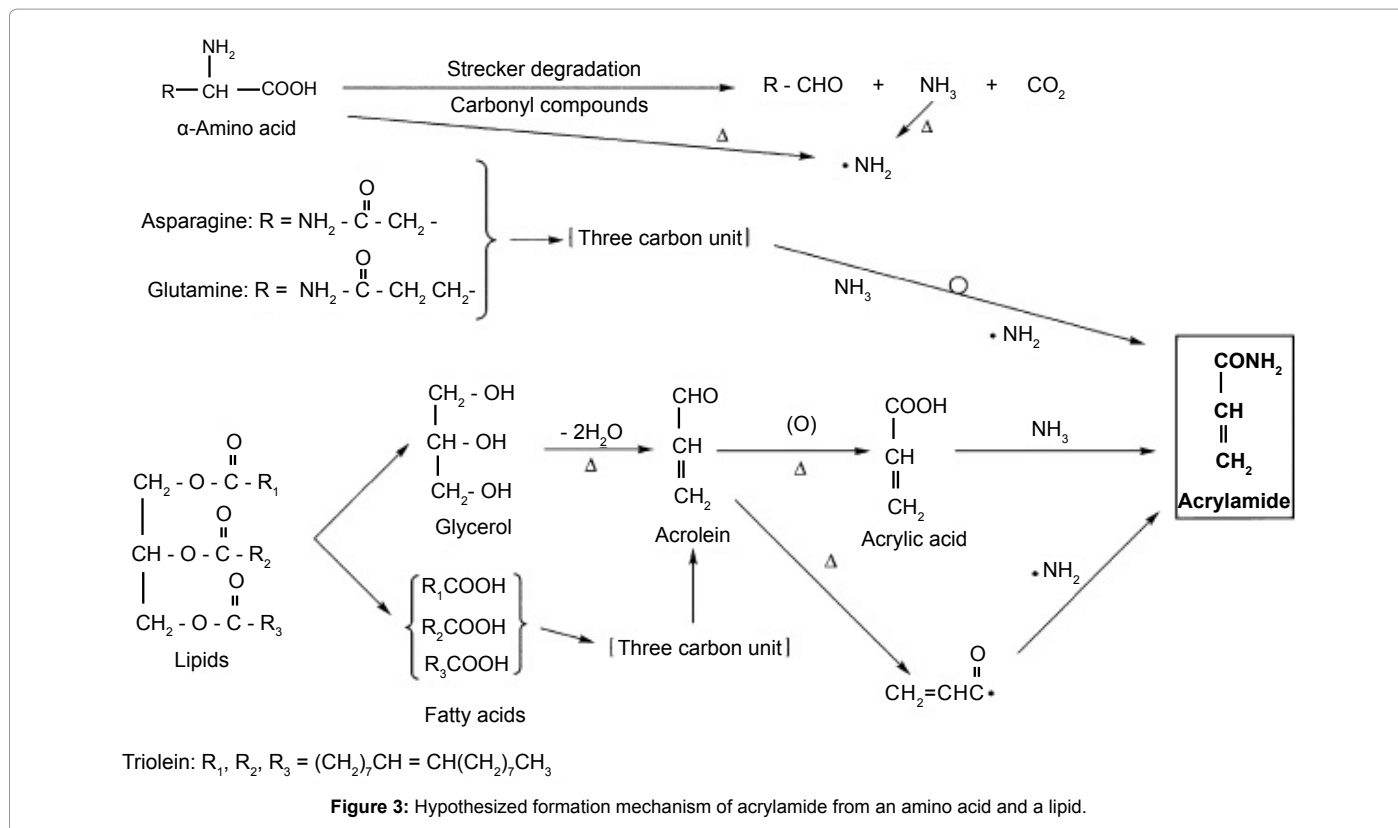 NH₂
R — CH — COOH
α-Amino acid
Strecker degradation
Carbonyl compounds
R - CHO + NH₃ + CO₂
Δ
Δ
• NH₂
O
Asparagine: R = NH₂ - C - CH₂ -
O
Glutamine: R = NH₂ - C - CH₂ CH₂-
[Three carbon unit]
NH₃
O
• NH₂
CONH₂
CH
CH₂
Acrylamide
CH₂ - OH
CH - OH
CH₂- OH
Glycerol
- 2H₂O
Δ
CHO
CH
CH₂
Acrolein
(O)
Δ
COOH
CH
CH₂
Acrylic acid
NH₃
O
CH₂ - O - C - R₁
O
CH - O - C - R₂
O
CH₂ - O - C - R₃
Lipids
R₁COOH
R₂COOH
R₃COOH
Fatty acids
[Three carbon unit]
Δ
•NH₂
O
CH₂=CHC•
Triolein: R₁, R₂, R₃ = (CH₂)₇CH = CH(CH₂)₇CH₃
Figure 3: Hypothesized formation mechanism of acrylamide from an amino acid and a lipid.